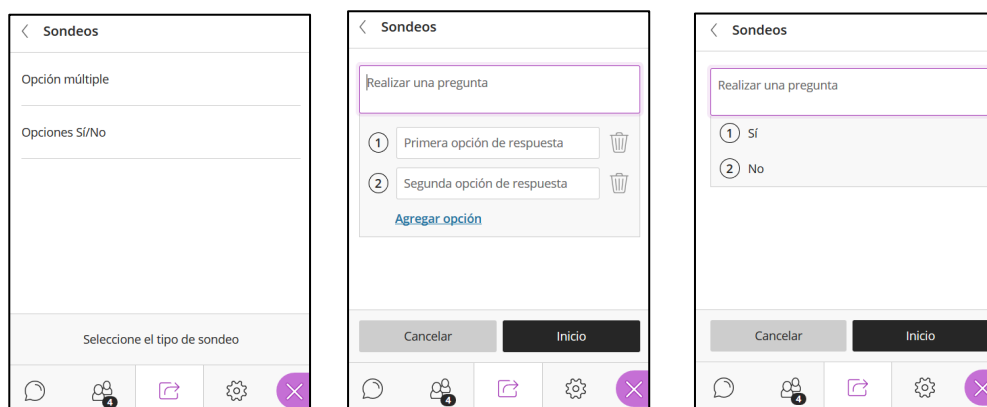 Sondeos
Opción múltiple
Opciones Sí/No
Seleccione el tipo de sondeo
4
Sondeos
Realizar una pregunta
1 Primera opción de respuesta
2 Segunda opción de respuesta
Agregar opción
Cancelar Inicio
4
Sondeos
Realizar una pregunta
1 Sí
2 No
Cancelar Inicio
4